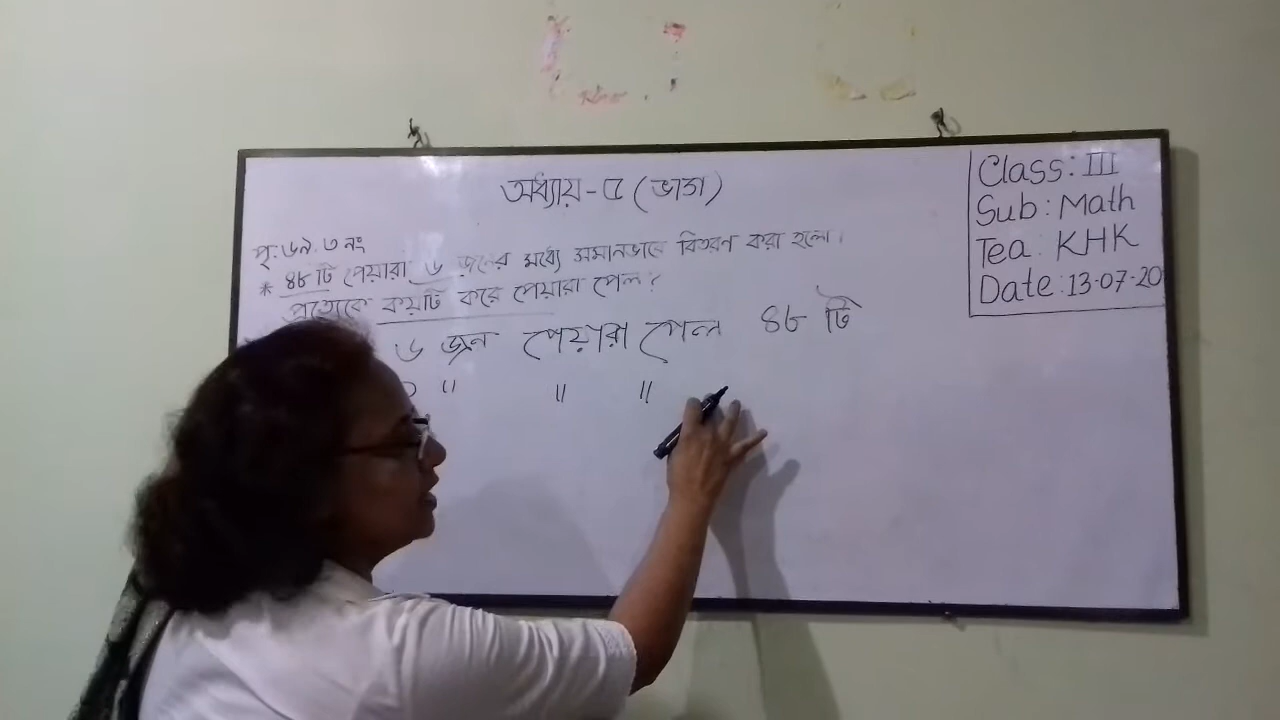 অধ্যায়-৫ (ভাগ)
Class: III
Sub: Math
Tea: KHK
Date: 13-07-20
পৃ:৬৯. ৩ নং
* ৪৮ টি পেয়ারা ৬ জনের মধ্যে সমানভাবে বিতরণ করা হলো।
প্রত্যেকে কয়টি করে পেয়ারা পেল?
৬ জন পেয়ারা পেল ৪৮ টি
" " "